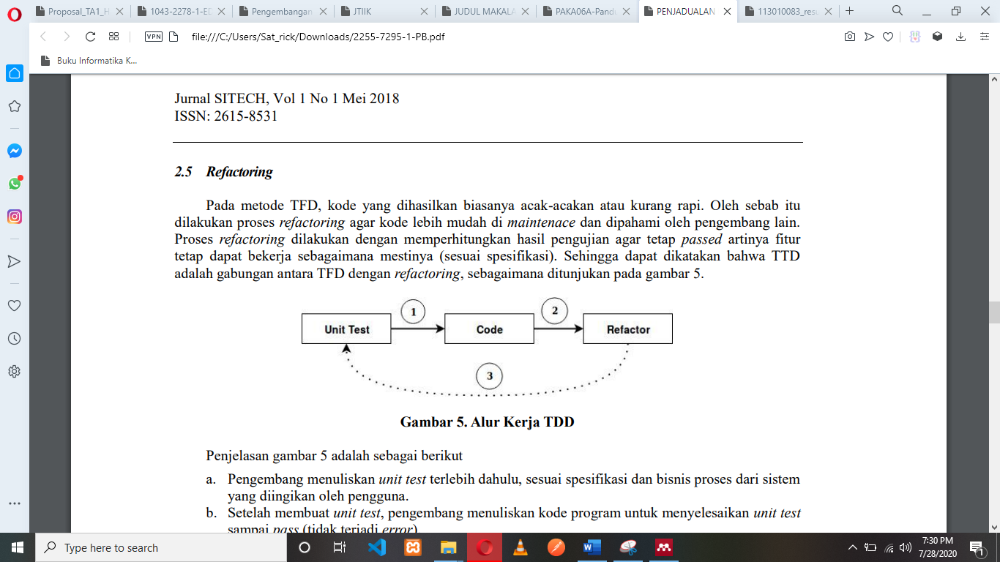 Proposal_TA1_H
1043-2278-1-ED
Pengembangan
JTIIK
JUDUL MAKALA
PAKA06A-Pand
PENJADUALAN
113010083_resu
VPN
file:///C:/Users/Sat_rick/Downloads/2255-7295-1-PB.pdf
Buku Informatika K...
Jurnal SITECH, Vol 1 No 1 Mei 2018
ISSN: 2615-8531
2.5 Refactoring
Pada metode TFD, kode yang dihasilkan biasanya acak-acakan atau kurang rapi. Oleh sebab itu
dilakukan proses refactoring agar kode lebih mudah di maintenace dan dipahami oleh pengembang lain.
Proses refactoring dilakukan dengan memperhitungkan hasil pengujian agar tetap passed artinya fitur
tetap dapat bekerja sebagaimana mestinya (sesuai spesifikasi). Sehingga dapat dikatakan bahwa TTD
adalah gabungan antara TFD dengan refactoring, sebagaimana ditunjukan pada gambar 5.
1
2
Unit Test
Code
Refactor
3
Gambar 5. Alur Kerja TDD
Penjelasan gambar 5 adalah sebagai berikut
a. Pengembang menuliskan unit test terlebih dahulu, sesuai spesifikasi dan bisnis proses dari sistem
yang diingikan oleh pengguna.
b. Setelah membuat unit test, pengembang menuliskan kode program untuk menyelesaikan unit test
sampai pass (tidak terjadi error)
Type here to search
7:30 PM
7/28/2020
1